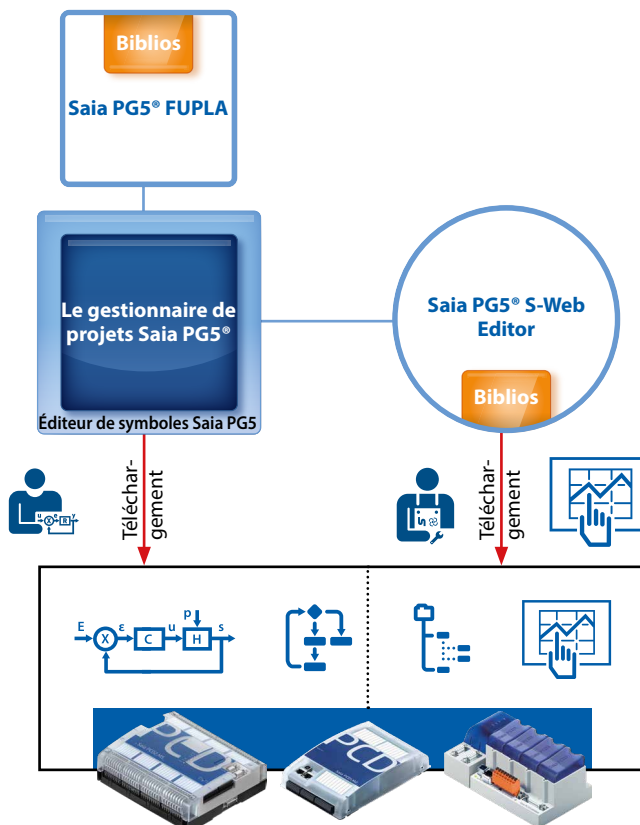 Biblios
Saia PG5® FUPLA
Le gestionnaire de
projets Saia PG5®
Éditeur de symboles Saia PG5
Saia PG5® S-Web
Editor
Biblios
Téléchar-
gement
Téléchar-
gement
u
X
e
R
y
E
X
ε
C
u
p
H
s
PCD
PCD